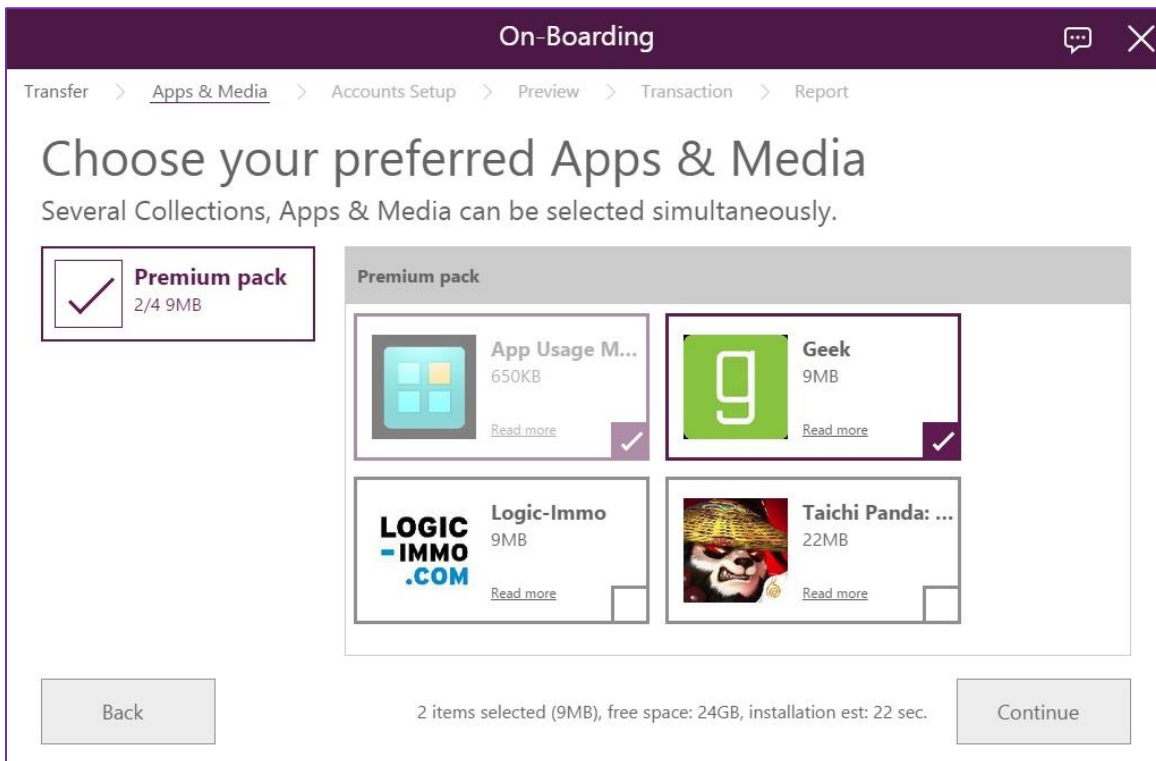 On-Boarding
Transfer > Apps & Media > Accounts Setup > Preview > Transaction > Report
Choose your preferred Apps & Media
Several Collections, Apps & Media can be selected simultaneously.
Premium pack
2/4 9MB
Premium pack
App Usage M...
650KB
Read more
Geek
9MB
Read more
LOGIC
-IMMO
.COM
Logic-Immo
9MB
Read more
Taichi Panda: ...
22MB
Read more
Back
2 items selected (9MB), free space: 24GB, installation est: 22 sec.
Continue